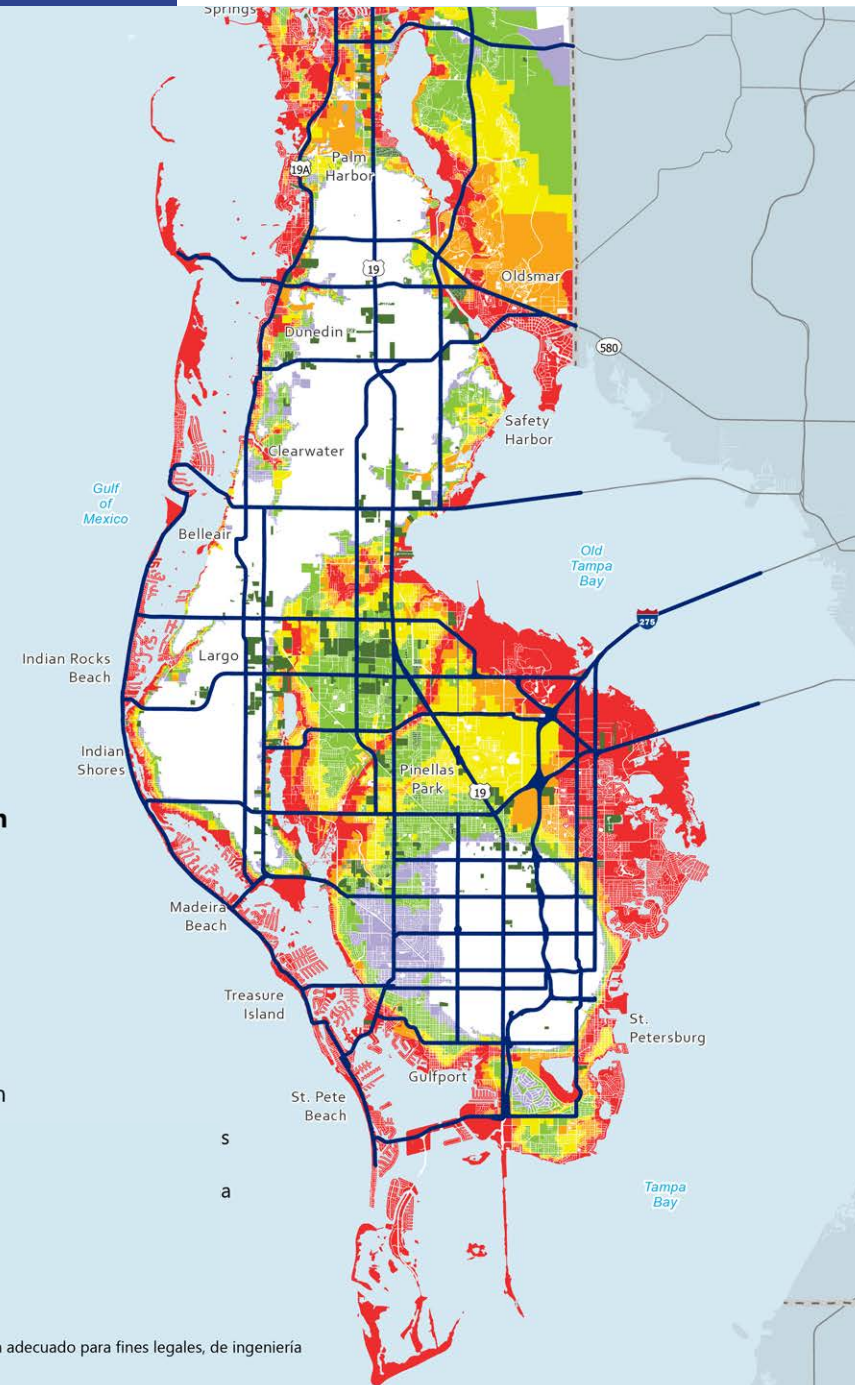 Springs
Palm
Harbor
19A
19
Oldsmar
Dunedin
580
Safety
Harbor
Clearwater
Gulf
of
Mexico
Belleair
Old
Tampa
Bay
275
Indian Rocks
Beach
Largo
Indian
Shores
Pinellas
Park
19
n
Madeira
Beach
Treasure
Island
St.
Petersburg
Gulfport
St. Pete
Beach
n
s
a
Tampa
Bay
a adecuado para fines legales, de ingeniería